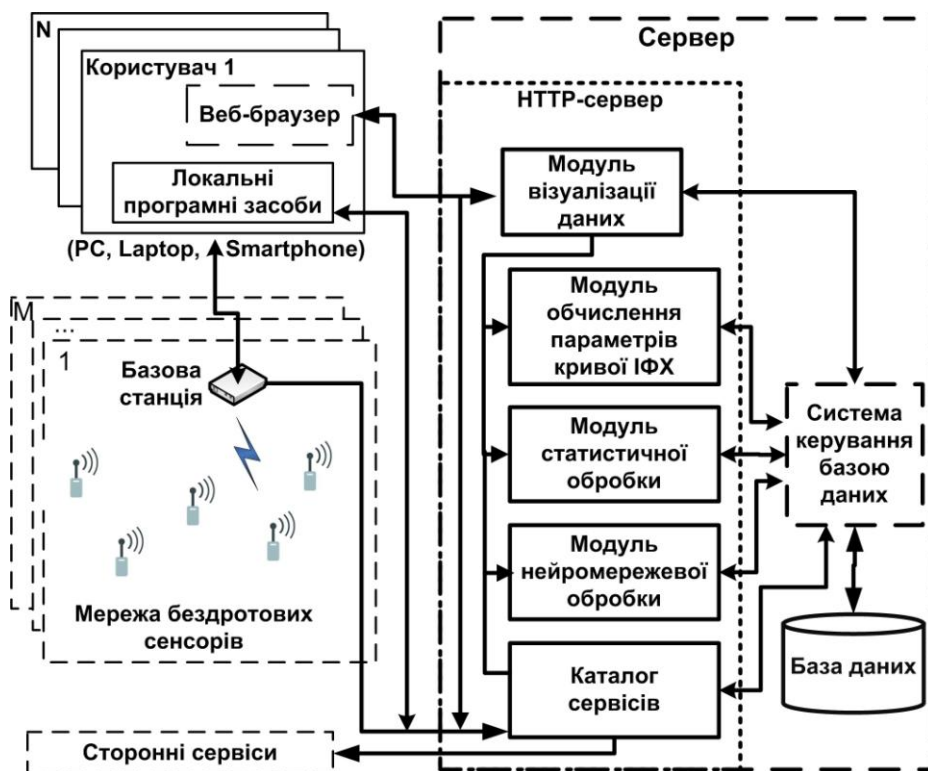 N
Користувач 1
Веб-браузер
Локальні
програмні засоби
(PC, Laptop, Smartphone)
M
...
1
Базова
станція
Мережа бездротових
сенсорів
Сторонні сервіси
Сервер
HTTP-сервер
Модуль
візуалізації
даних
Модуль
обчислення
параметрів
кривої ІФХ
Модуль
статистичної
обробки
Модуль
нейромережевої
обробки
Каталог
сервісів
Система
керування
базою
даних
База даних